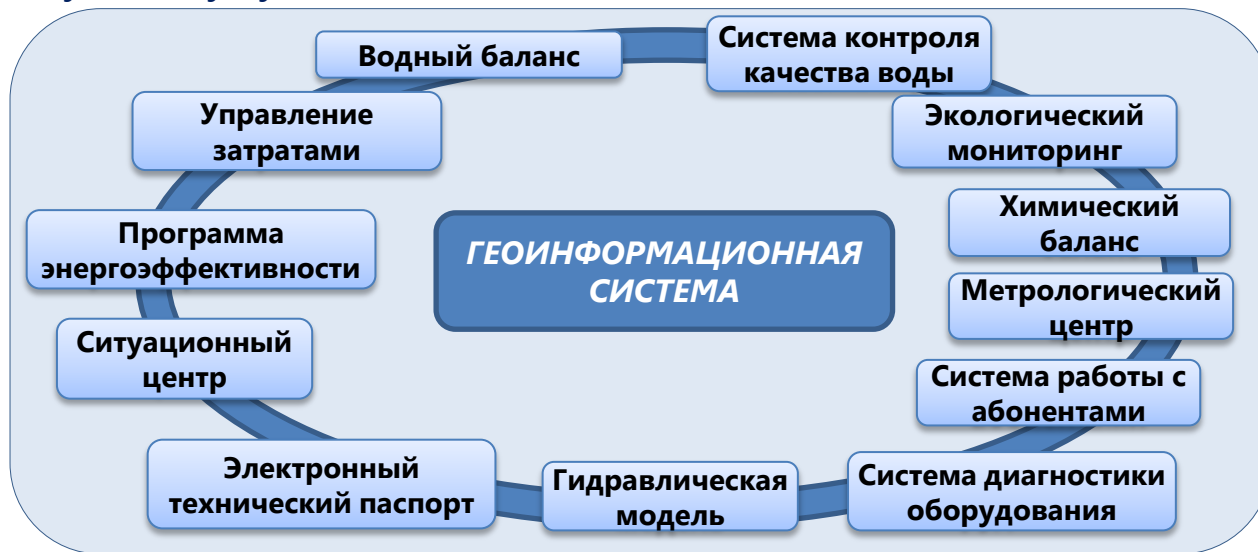 Водный баланс
Система контроля
качества воды
Управление
затратами
Экологический
мониторинг
Химический
баланс
Программа
энергоэффективности
ГЕОИНФОРМАЦИОННАЯ
СИСТЕМА
Метрологический
центр
Ситуационный
центр
Система работы с
абонентами
Электронный
технический паспорт
Гидравлическая
модель
Система диагностики
оборудования